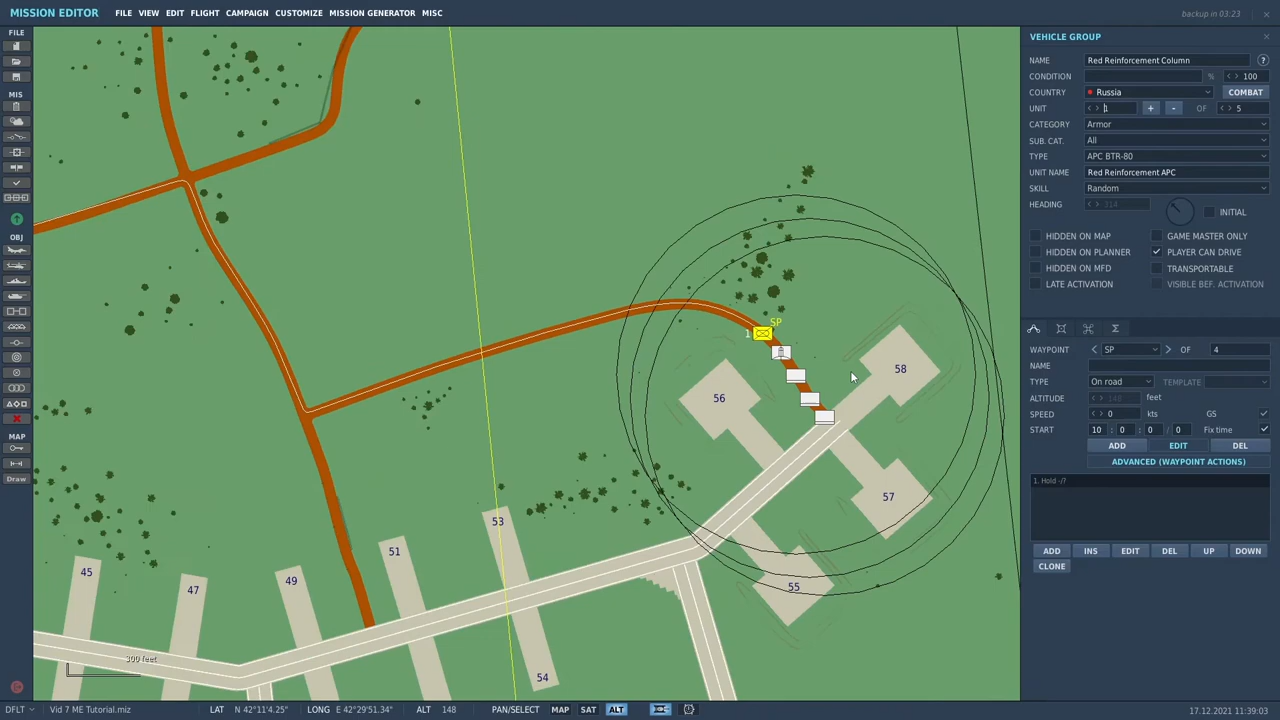 MISSION EDITOR FILE VIEW EDIT FLIGHT CAMPAIGN CUSTOMIZE MISSION GENERATOR MISC backup in 03:23
FILE
MIS
OBJ
MAP
Draw
VEHICLE GROUP
NAME Red Reinforcement Column ?
CONDITION % 100
COUNTRY Russia COMBAT
UNIT 1 + - OF 5
CATEGORY Armor
SUB. CAT. All
TYPE APC BTR-80
UNIT NAME Red Reinforcement APC
SKILL Random
HEADING 314 INITIAL
HIDDEN ON MAP GAME MASTER ONLY
HIDDEN ON PLANNER PLAYER CAN DRIVE
HIDDEN ON MFD TRANSPORTABLE
LATE ACTIVATION VISIBLE BEF. ACTIVATION
WAYPOINT SP OF 4
NAME
TYPE On road TEMPLATE
ALTITUDE 148 feet
SPEED 0 kts GS
START 10 : 0 : 0 / 0 Fix time
ADD EDIT DEL
ADVANCED (WAYPOINT ACTIONS)
1. Hold -/?
ADD INS EDIT DEL UP DOWN
CLONE
SP
1
58
56
57
53
51
55
45
47
49
54
300 feet
DFLT Vid 7 ME Tutorial.miz LAT N 42°11'4.25" LONG E 42°29'51.34" ALT 148 PAN/SELECT MAP SAT ALT 17.12.2021 11:39:03